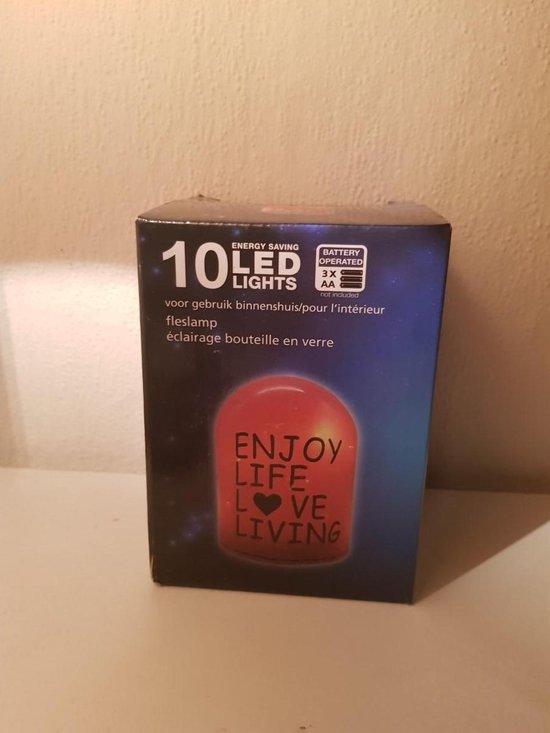 10 ENERGY SAVING
LED
LIGHTS
BATTERY
OPERATED
3 X
AA
not included
voor gebruik binnenshuis/pour l'intérieur
fleslamp
éclairage bouteille en verre
ENJOY
LIFE
L♥VE
LIVING